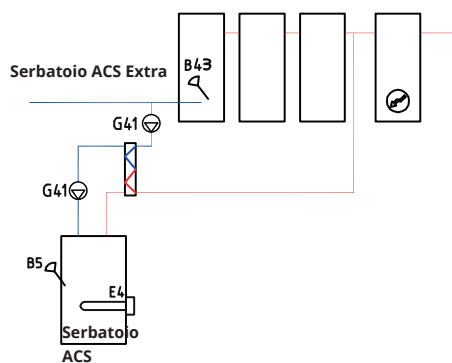 B43
Serbatoio ACS Extra
G41
G41
B5
E4
Serbatoio
ACS